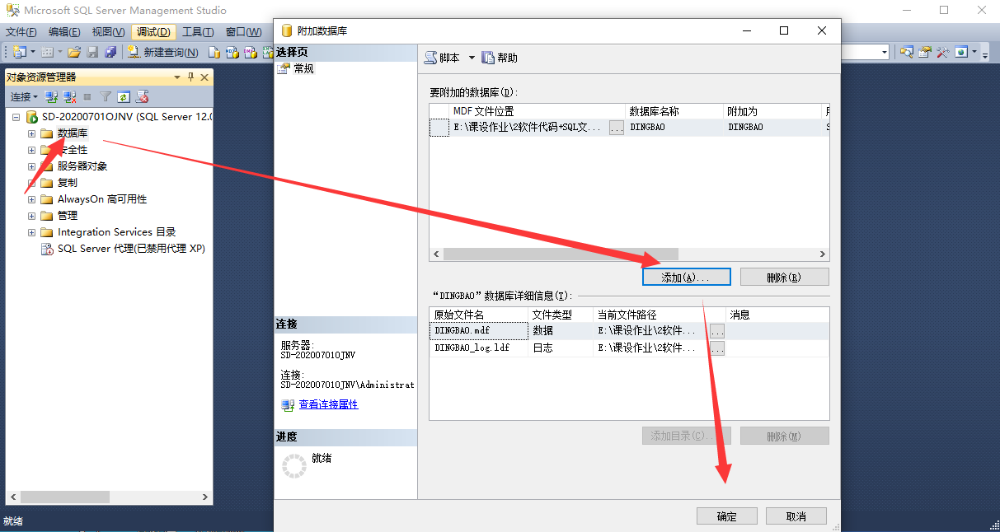 Microsoft SQL Server Management Studio
文件(F) 编辑(E) 视图(V) 调试(D) 工具(T) 窗口(W)
新建查询(N)
对象资源管理器
连接
SD-20200701OJNV (SQL Server 12.0
数据库
安全性
服务器对象
复制
AlwaysOn 高可用性
管理
Integration Services 目录
SQL Server 代理(已禁用代理 XP)
就绪
附加数据库
选择页
常规
脚本 帮助
要附加的数据库(D):
MDF 文件位置 数据库名称 附加为
E:\课设作业\2软件代码+SQL文... ... DINGBAO DINGBAO
添加(A)... 删除(R)
“DINGBAO”数据库详细信息(T):
原始文件名 文件类型 当前文件路径 消息
DINGBAO.mdf 数据 E:\课设作业\2软件... ...
DINGBAO_log.ldf 日志 E:\课设作业\2软件... ...
添加目录(C)... 删除(M)
连接
服务器:
SD-20200701OJNV
连接:
SD-20200701OJNV\Administrat
查看连接属性
进度
就绪
确定 取消